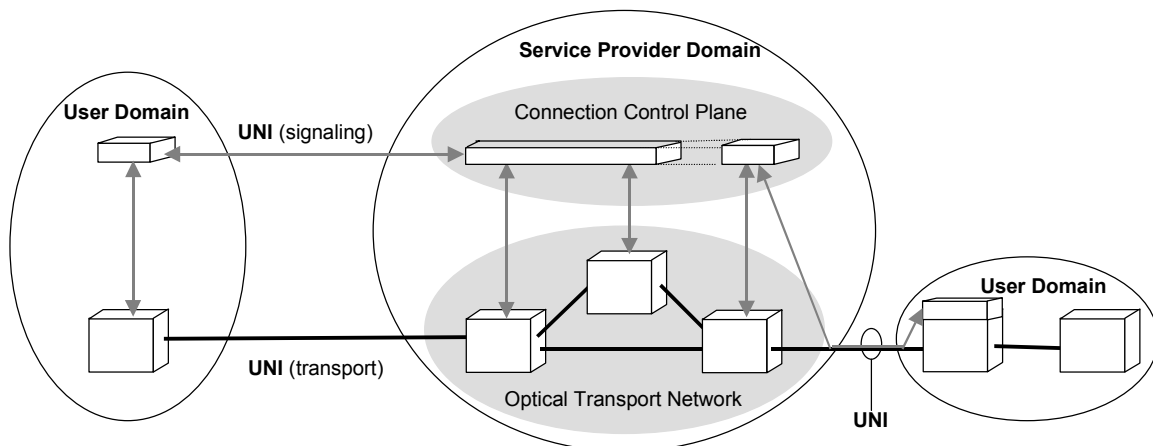 Service Provider Domain
User Domain
Connection Control Plane
UNI (signaling)
User Domain
UNI (transport)
Optical Transport Network
UNI